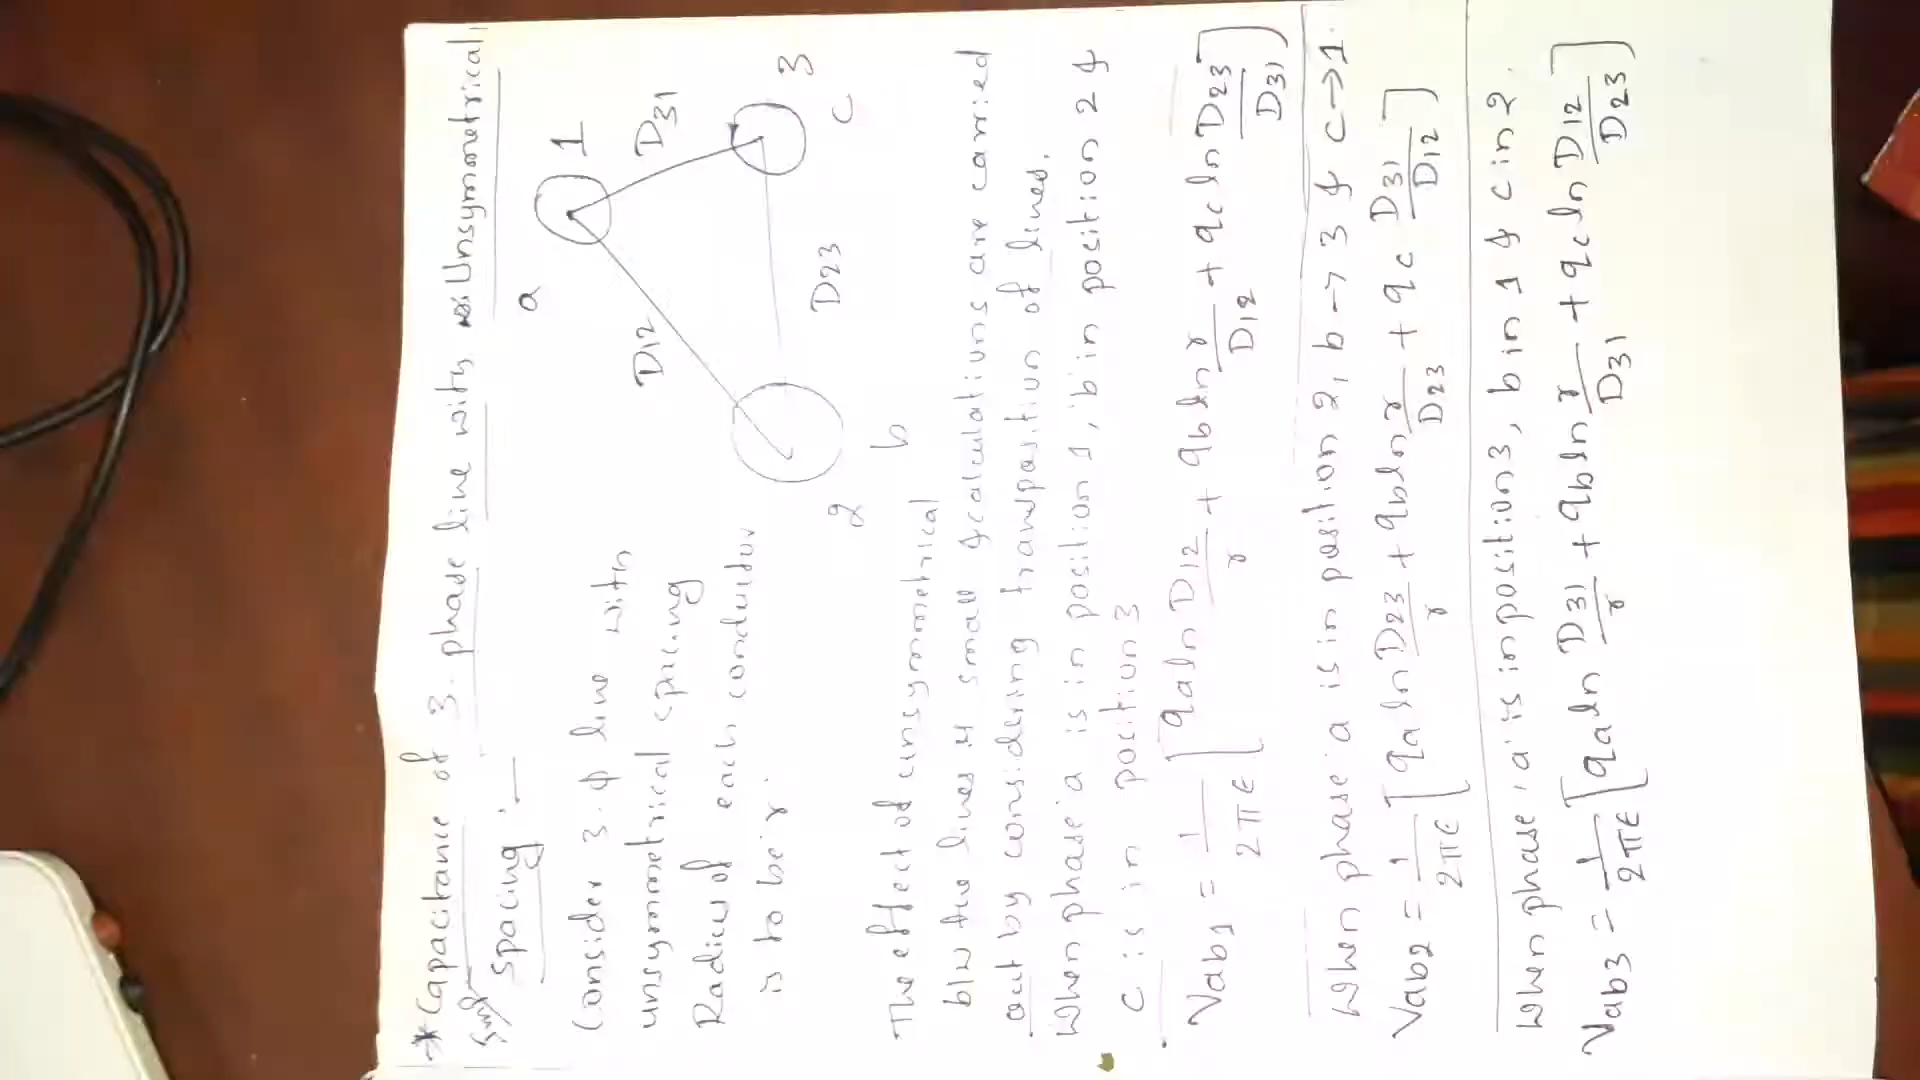 * Capacitance of 3. phase line with Unsymmetrical
spacing :-
1
a
D12
D31
3
c
D23
2
b
Consider 3. ϕ line with
unsymmetrical spacing
Radius of each conductor
is to be r.
The effect of unsymmetrical
b/w the lines is small & calculations are carried
out by considering transposition of lines.
When phase 'a is in position 1, 'b in position 2 &
C is in position 3
Vab1 = 1/2πϵ [qa ln D12/r + qb ln r/D12 + qc ln D23/D31]
When phase 'a is in position 2, b → 3 & C → 1.
Vab2 = 1/2πϵ [qa ln D23/r + qb ln r/D23 + qc D31/D12]
When phase 'a' is in position 3, b in 1 & c in 2.
Vab3 = 1/2πϵ [qa ln D31/r + qb ln r/D31 + qc ln D12/D23]